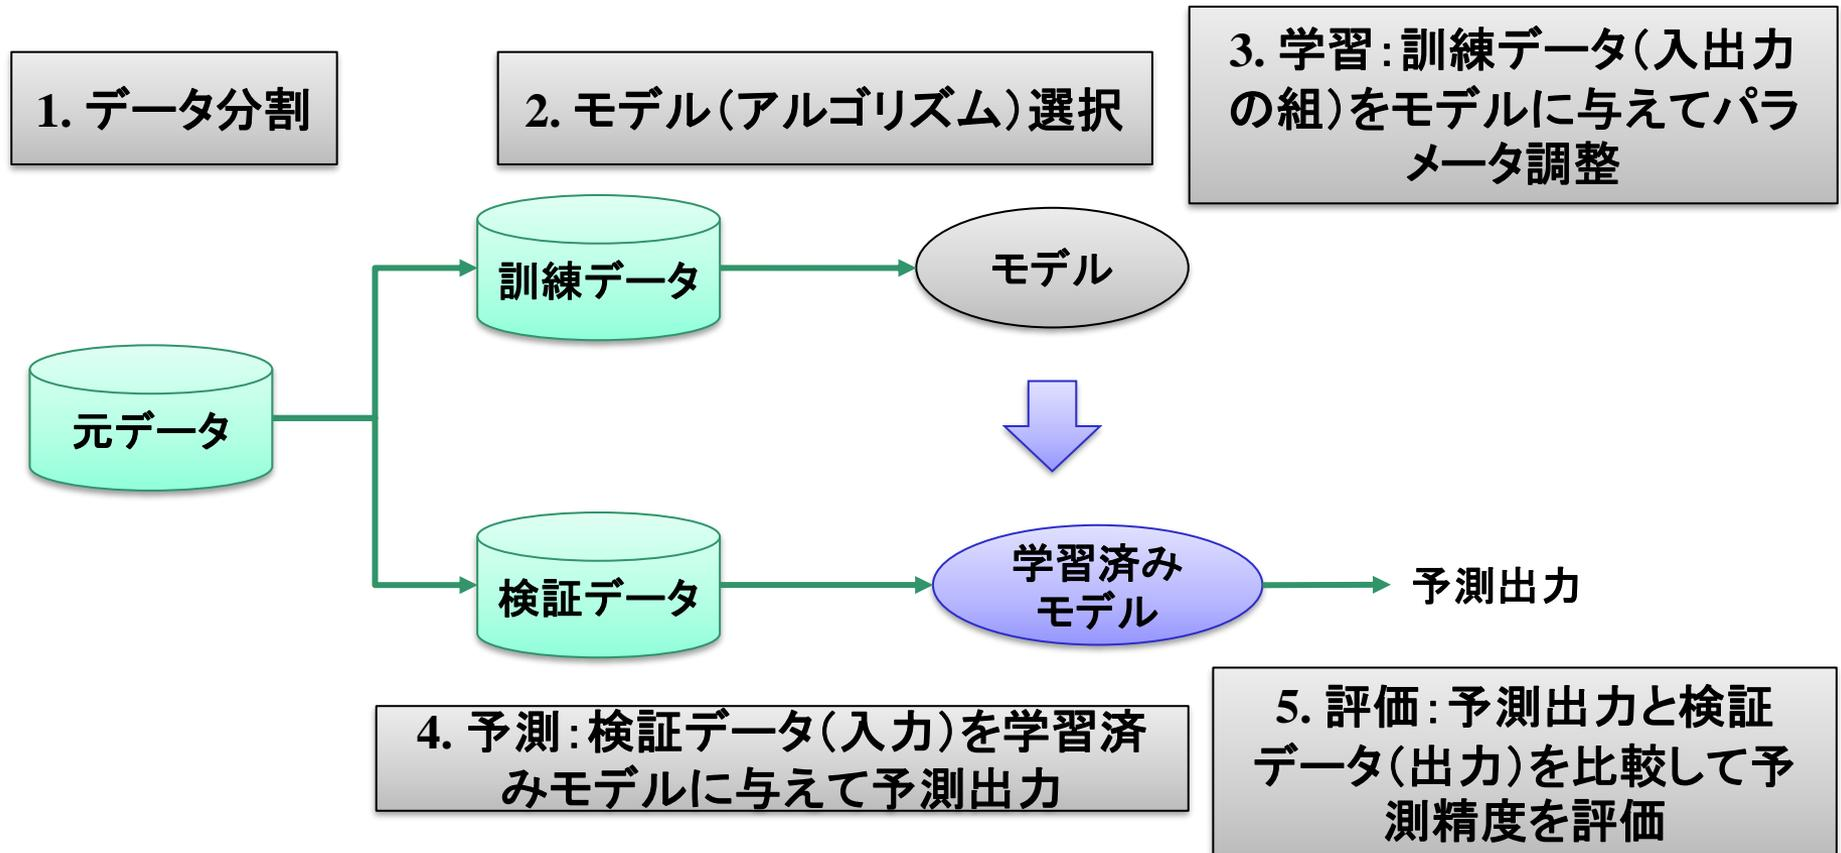 1. データ分割
2. モデル（アルゴリズム）選択
3. 学習：訓練データ（入出力
の組）をモデルに与えてパラ
メータ調整
訓練データ
モデル
元データ
検証データ
学習済み
モデル
予測出力
4. 予測：検証データ（入力）を学習済
みモデルに与えて予測出力
5. 評価：予測出力と検証
データ（出力）を比較して予
測精度を評価